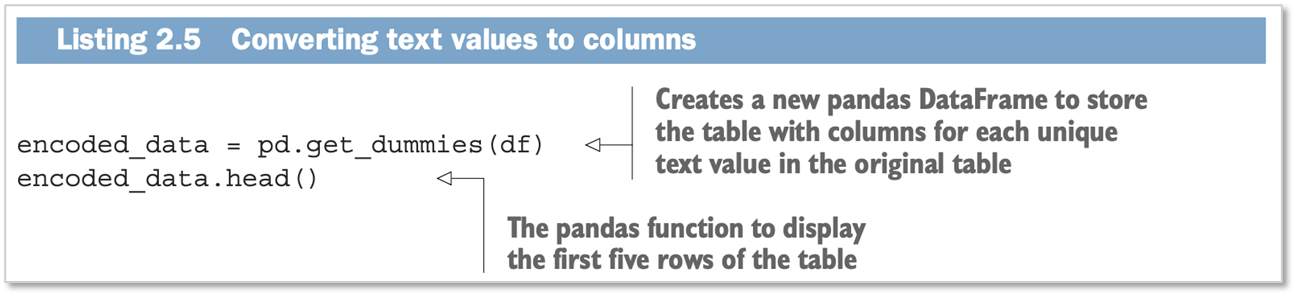 Listing 2.5 Converting text values to columns
Creates a new pandas DataFrame to store
the table with columns for each unique
text value in the original table
encoded_data = pd.get_dummies(df)
encoded_data.head()
The pandas function to display
the first five rows of the table